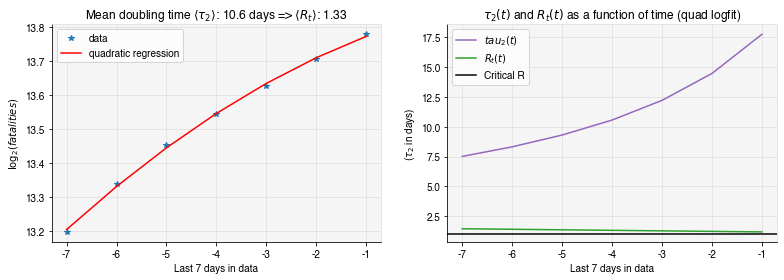 Mean doubling time ⟨τ₂⟩: 10.6 days => ⟨Rₜ⟩: 1.33
data
quadratic regression
log₂(fatalities)
13.8
13.7
13.6
13.5
13.4
13.3
13.2
-7 -6 -5 -4 -3 -2 -1
Last 7 days in data
τ₂(t) and Rₜ(t) as a function of time (quad logfit)
tau₂(t)
Rₜ(t)
Critical R
(τ₂ in days)
17.5
15.0
12.5
10.0
7.5
5.0
2.5
-7 -6 -5 -4 -3 -2 -1
Last 7 days in data